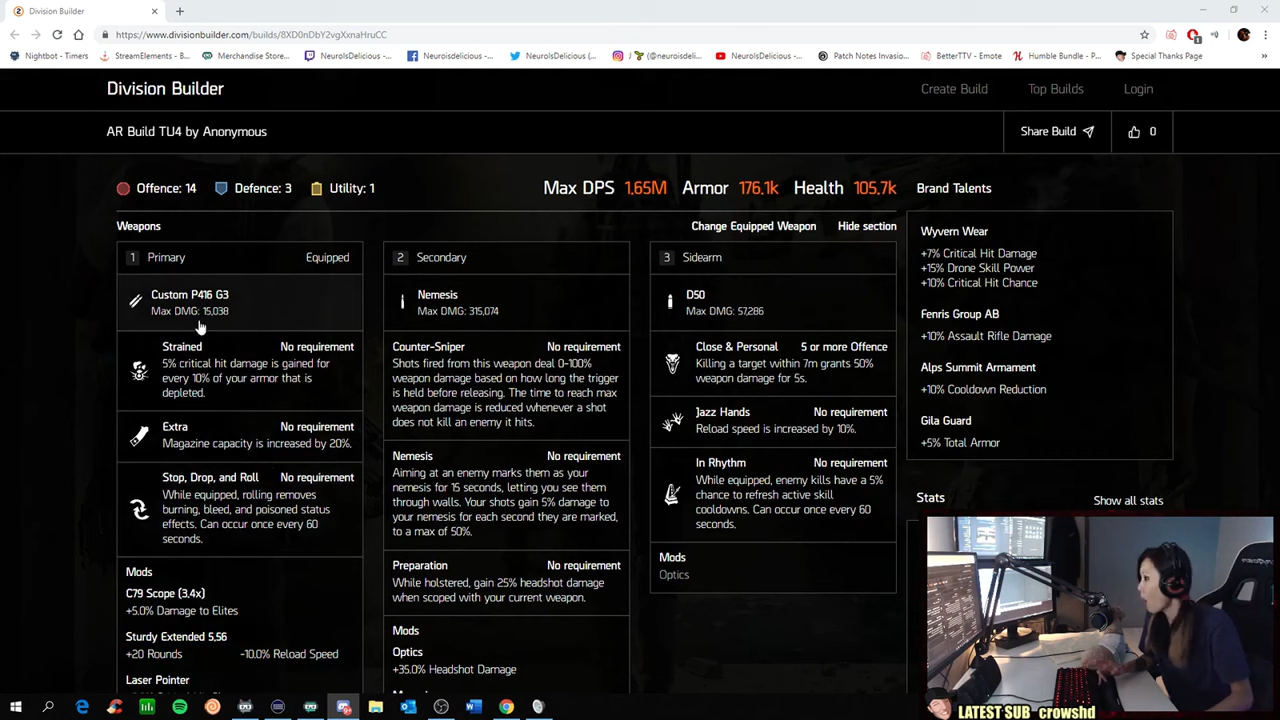 Division Builder
https://www.divisionbuilder.com/builds/8XD0nDbY2vgXxnaHruCC
Nightbot - Timers
StreamElements - B...
Merchandise Store...
NeuroIsDelicious -...
Neuroisdelicious -...
NeuroIsDelicious (...
J (@neuroisdeli...
NeuroIsDelicious -...
Patch Notes Invasio...
BetterTTV - Emote
Humble Bundle - P...
Special Thanks Page
Division Builder
Create Build
Top Builds
Login
AR Build TU4 by Anonymous
Share Build
0
Offence: 14
Defence: 3
Utility: 1
Max DPS 1.65M
Armor 176.1k
Health 105.7k
Weapons
Change Equipped Weapon
Hide section
1 Primary Equipped
Custom P416 G3
Max DMG: 15,038
Strained No requirement
5% critical hit damage is gained for
every 10% of your armor that is
depleted.
Extra No requirement
Magazine capacity is increased by 20%.
Stop, Drop, and Roll No requirement
While equipped, rolling removes
burning, bleed, and poisoned status
effects. Can occur once every 60
seconds.
Mods
C79 Scope (3.4x)
+5.0% Damage to Elites
Sturdy Extended 5.56
+20 Rounds -10.0% Reload Speed
Laser Pointer
2 Secondary
Nemesis
Max DMG: 315,074
Counter-Sniper No requirement
Shots fired from this weapon deal 0-100%
weapon damage based on how long the trigger
is held before releasing. The time to reach max
weapon damage is reduced whenever a shot
does not kill an enemy it hits.
Nemesis No requirement
Aiming at an enemy marks them as your
nemesis for 15 seconds, letting you see them
through walls. Your shots gain 5% damage to
your nemesis for each second they are marked,
to a max of 50%.
Preparation No requirement
While holstered, gain 25% headshot damage
when scoped with your current weapon.
Mods
Optics
+35.0% Headshot Damage
3 Sidearm
D50
Max DMG: 57,286
Close & Personal 5 or more Offence
Killing a target within 7m grants 50%
weapon damage for 5s.
Jazz Hands No requirement
Reload speed is increased by 10%.
In Rhythm No requirement
While equipped, enemy kills have a 5%
chance to refresh active skill
cooldowns. Can occur once every 60
seconds.
Mods
Optics
Brand Talents
Wyvern Wear
+7% Critical Hit Damage
+15% Drone Skill Power
+10% Critical Hit Chance
Fenris Group AB
+10% Assault Rifle Damage
Alps Summit Armament
+10% Cooldown Reduction
Gila Guard
+5% Total Armor
Stats
Show all stats
LATEST SUB crowshd